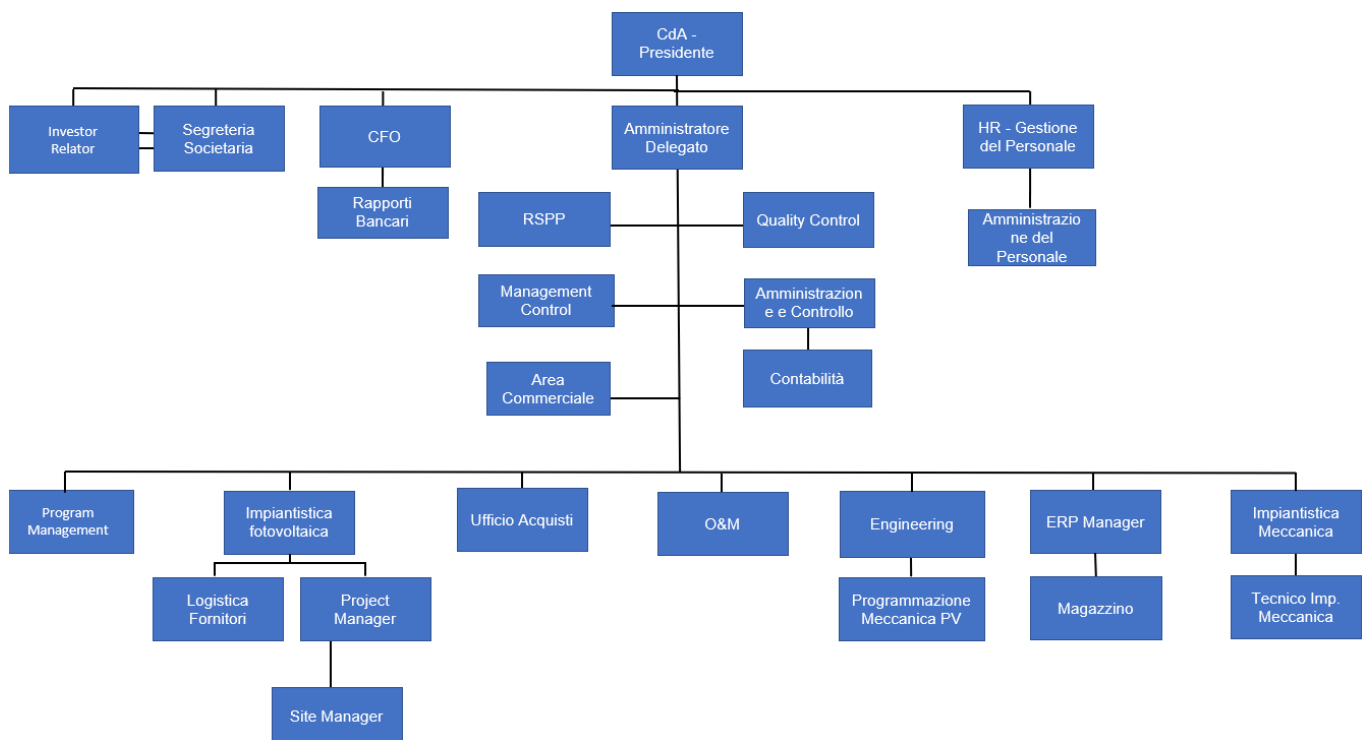 CdA -
Presidente
Investor
Relator
Segreteria
Societaria
CFO
Amministratore
Delegato
HR - Gestione
del Personale
Rapporti
Bancari
RSPP
Quality Control
Amministrazio
ne del
Personale
Management
Control
Amministrazion
e e Controllo
Area
Commerciale
Contabilità
Program
Management
Impiantistica
fotovoltaica
Ufficio Acquisti
O&M
Engineering
ERP Manager
Impiantistica
Meccanica
Logistica
Fornitori
Project
Manager
Programmazione
Meccanica PV
Magazzino
Tecnico Imp.
Meccanica
Site Manager